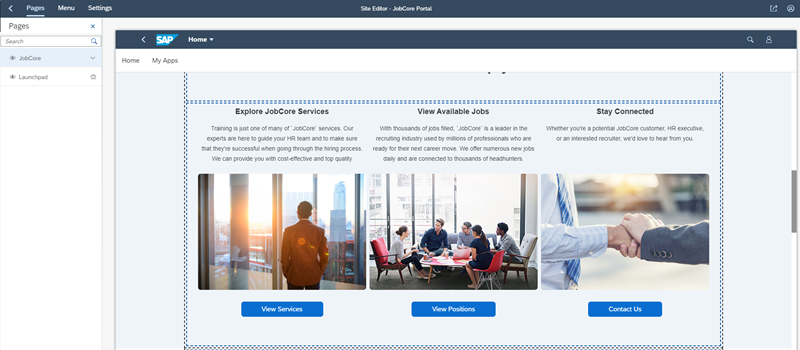 Pages
Menu
Settings
Site Editor - JobCore Portal
Pages
Search
JobCore
Launchpad
SAP
Home
Home
My Apps
Explore JobCore Services
Training is just one of many `JobCore` services. Our
experts are here to guide your HR team and to make sure
that they're successful when going through the hiring process.
We can provide you with cost-effective and top quality
View Services
View Available Jobs
With thousands of jobs filled, `JobCore` is a leader in the
recruiting industry used by millions of professionals who are
ready for their next career move. We offer numerous new jobs
daily and are connected to thousands of headhunters.
View Positions
Stay Connected
Whether you're a potential JobCore customer, HR executive,
or an interested recruiter, we'd love to hear from you.
Contact Us